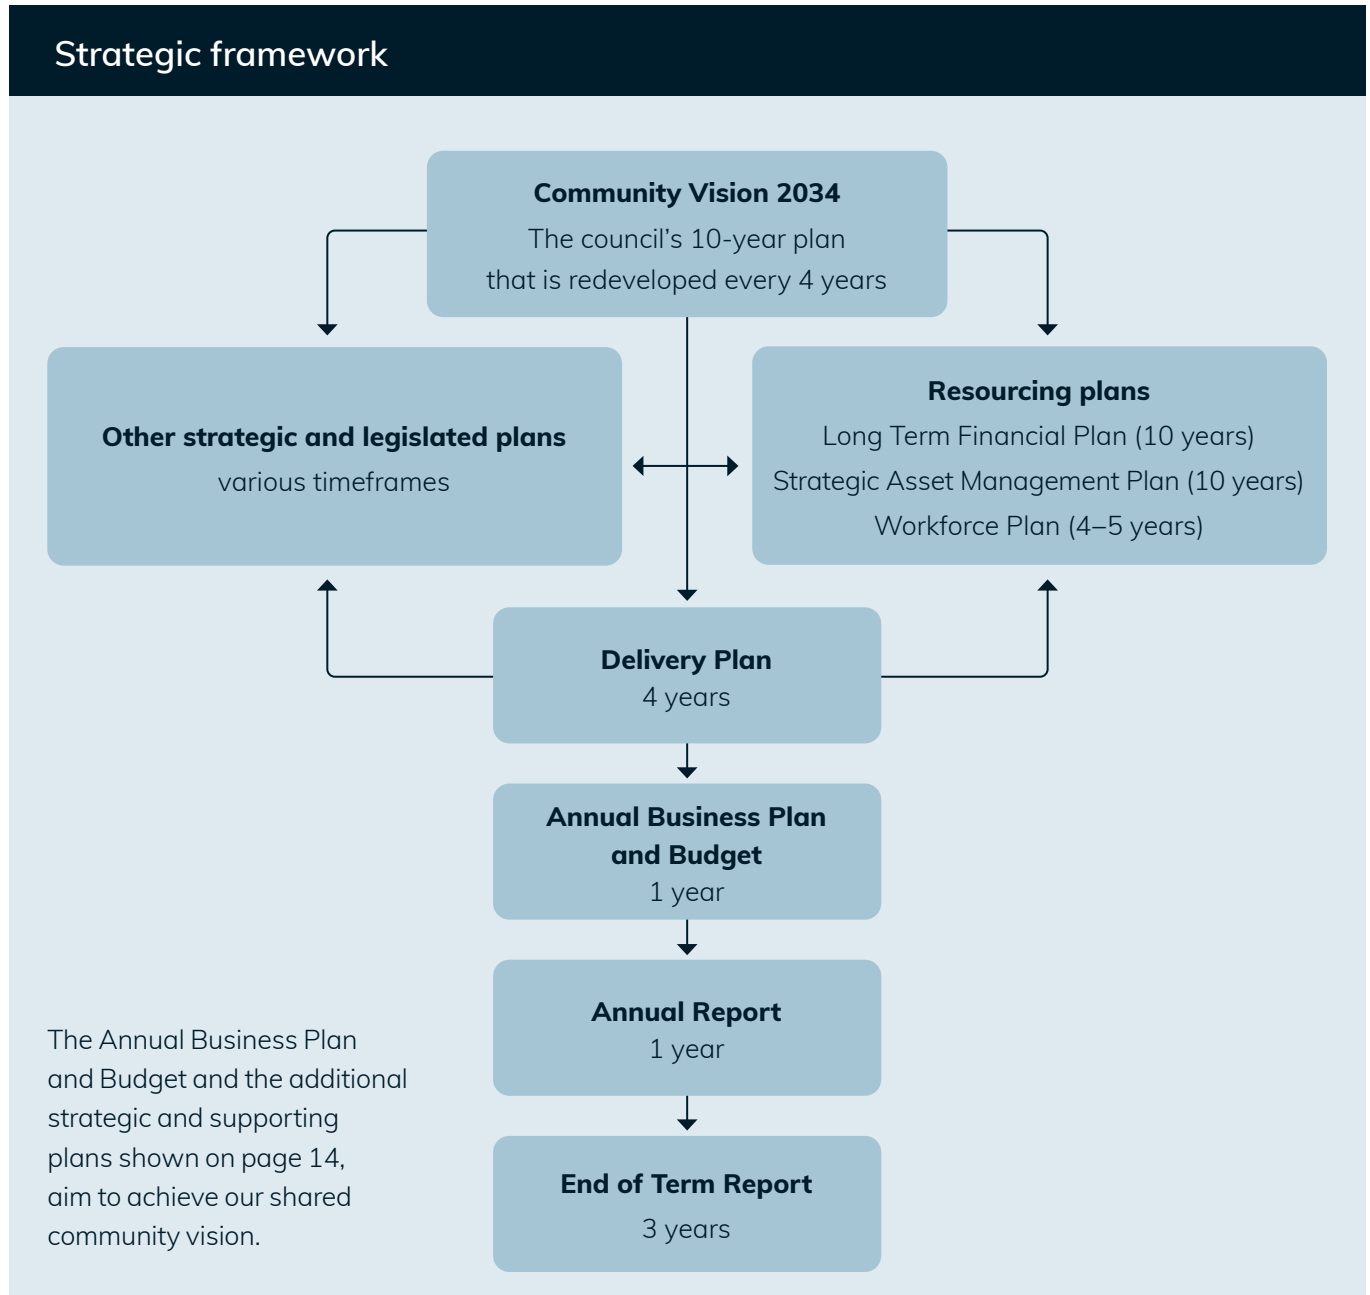 Strategic framework
Community Vision 2034
The council’s 10-year plan
that is redeveloped every 4 years
Other strategic and legislated plans
various timeframes
Resourcing plans
Long Term Financial Plan (10 years)
Strategic Asset Management Plan (10 years)
Workforce Plan (4–5 years)
Delivery Plan
4 years
Annual Business Plan
and Budget
1 year
Annual Report
1 year
End of Term Report
3 years
The Annual Business Plan
and Budget and the additional
strategic and supporting
plans shown on page 14,
aim to achieve our shared
community vision.